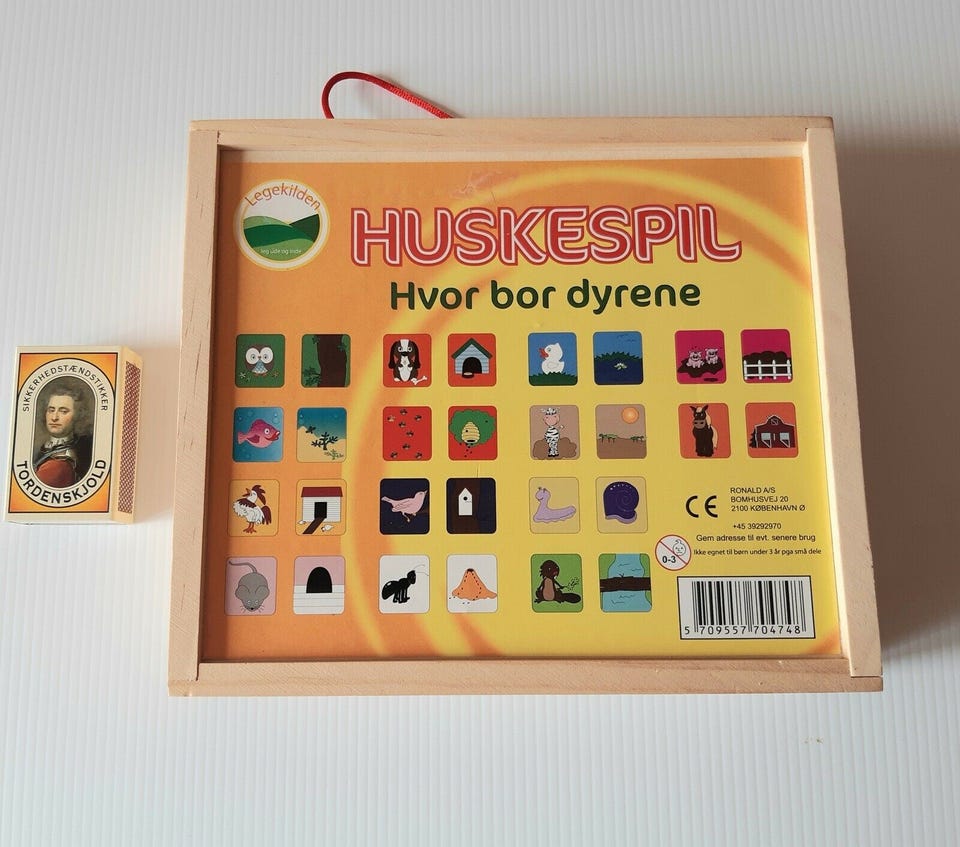 Legekilden
leg ude og inde
HUSKESPIL
Hvor bor dyrene
SIKKERHEDSTÆNDSTIKKER
TORDENSKJOLD
CE
RONALD A/S
BOMHUSVEJ 20
2100 KØBENHAVN Ø
+45 39292970
Gem adresse til evt. senere brug
0-3
Ikke egnet til børn under 3 år pga små dele
5 709557 704748